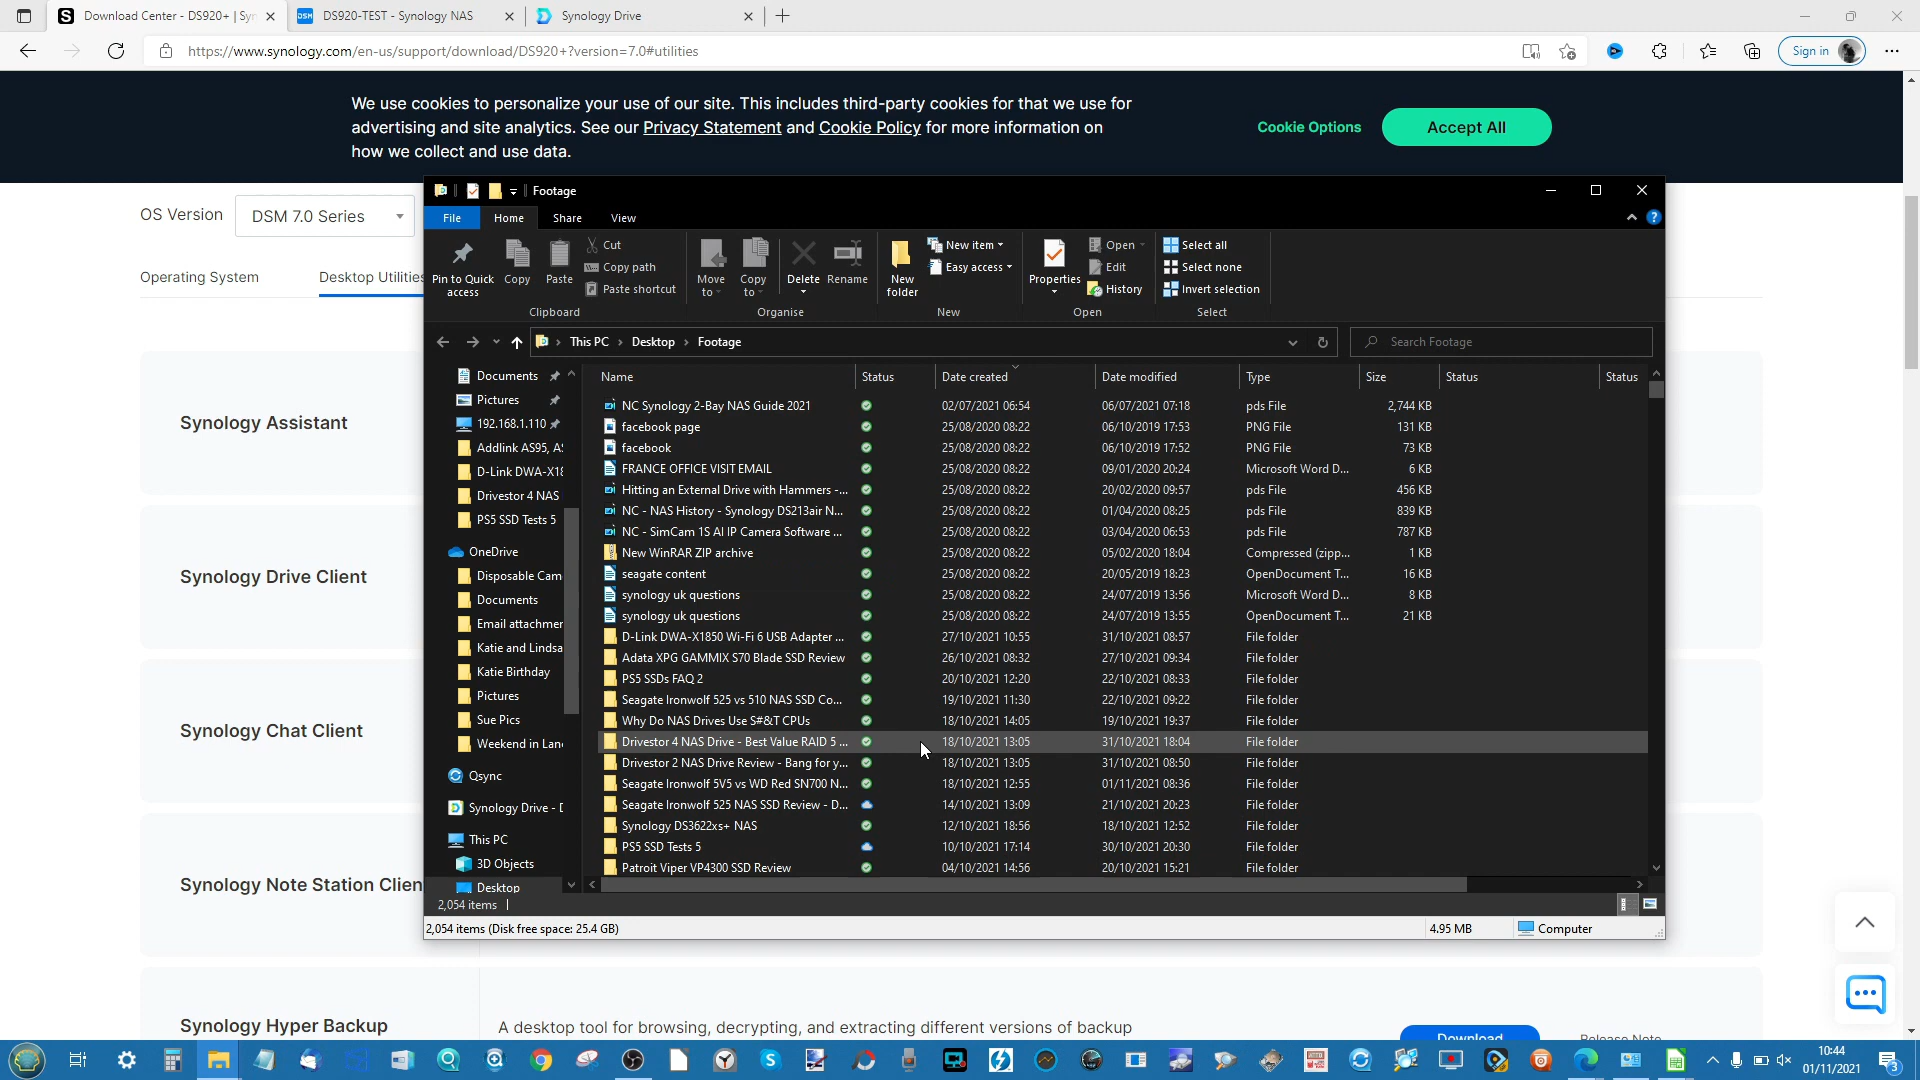 Download Center - DS920+ | Sy
DS920-TEST - Synology NAS
Synology Drive
https://www.synology.com/en-us/support/download/DS920+?version=7.0#utilities
Sign in
We use cookies to personalize your use of our site. This includes third-party cookies for that we use for
advertising and site analytics. See our Privacy Statement and Cookie Policy for more information on
how we collect and use data.
Cookie Options
Accept All
OS Version
DSM 7.0 Series
Operating System
Desktop Utilities
Footage
File
Home
Share
View
Pin to Quick access
Copy
Paste
Cut
Copy path
Paste shortcut
Clipboard
Move to
Copy to
Delete
Rename
Organise
New folder
New item
Easy access
New
Properties
Open
Edit
History
Open
Select all
Select none
Invert selection
Select
This PC > Desktop > Footage
Search Footage
Documents
Pictures
192.168.1.110
Addlink AS95, A
D-Link DWA-X18
Drivestor 4 NAS
PS5 SSD Tests 5
OneDrive
Disposable Cam
Documents
Email attachmer
Katie and Lindsa
Katie Birthday
Pictures
Sue Pics
Weekend in Lan
Qsync
Synology Drive - D
This PC
3D Objects
Desktop
Name Status Date created Date modified Type Size Status Status
NC Synology 2-Bay NAS Guide 2021 02/07/2021 06:54 06/07/2021 07:18 pds File 2,744 KB
facebook page 25/08/2020 08:22 06/10/2019 17:53 PNG File 131 KB
facebook 25/08/2020 08:22 06/10/2019 17:52 PNG File 73 KB
FRANCE OFFICE VISIT EMAIL 25/08/2020 08:22 09/01/2020 20:24 Microsoft Word D... 6 KB
Hitting an External Drive with Hammers -... 25/08/2020 08:22 20/02/2020 09:57 pds File 456 KB
NC - NAS History - Synology DS213air N... 25/08/2020 08:22 01/04/2020 08:25 pds File 839 KB
NC - SimCam 1S AI IP Camera Software ... 25/08/2020 08:22 03/04/2020 06:53 pds File 787 KB
New WinRAR ZIP archive 25/08/2020 08:22 05/02/2020 18:04 Compressed (zipp... 1 KB
seagate content 25/08/2020 08:22 20/05/2019 18:23 OpenDocument T... 16 KB
synology uk questions 25/08/2020 08:22 24/07/2019 13:56 Microsoft Word D... 8 KB
synology uk questions 25/08/2020 08:22 24/07/2019 13:55 OpenDocument T... 21 KB
D-Link DWA-X1850 Wi-Fi 6 USB Adapter ... 27/10/2021 10:55 31/10/2021 08:57 File folder
Adata XPG GAMMIX S70 Blade SSD Review 26/10/2021 08:32 27/10/2021 09:34 File folder
PS5 SSDs FAQ 2 20/10/2021 12:20 22/10/2021 08:33 File folder
Seagate Ironwolf 525 vs 510 NAS SSD Co... 19/10/2021 11:30 22/10/2021 09:22 File folder
Why Do NAS Drives Use S#&T CPUs 18/10/2021 14:05 19/10/2021 19:37 File folder
Drivestor 4 NAS Drive - Best Value RAID 5 ... 18/10/2021 13:05 31/10/2021 18:04 File folder
Drivestor 2 NAS Drive Review - Bang for y... 18/10/2021 13:05 31/10/2021 08:50 File folder
Seagate Ironwolf 5V5 vs WD Red SN700 N... 18/10/2021 12:55 01/11/2021 08:36 File folder
Seagate Ironwolf 525 NAS SSD Review - D... 14/10/2021 13:09 21/10/2021 20:23 File folder
Synology DS3622xs+ NAS 12/10/2021 18:56 18/10/2021 12:52 File folder
PS5 SSD Tests 5 10/10/2021 17:14 30/10/2021 20:30 File folder
Patroit Viper VP4300 SSD Review 04/10/2021 14:56 20/10/2021 15:21 File folder
2,054 items
2,054 items (Disk free space: 25.4 GB)
4.95 MB
Computer
Synology Assistant
Synology Drive Client
Synology Chat Client
Synology Note Station Clien
Synology Hyper Backup
A desktop tool for browsing, decrypting, and extracting different versions of backup
Download
Release Note
10:44
01/11/2021
3